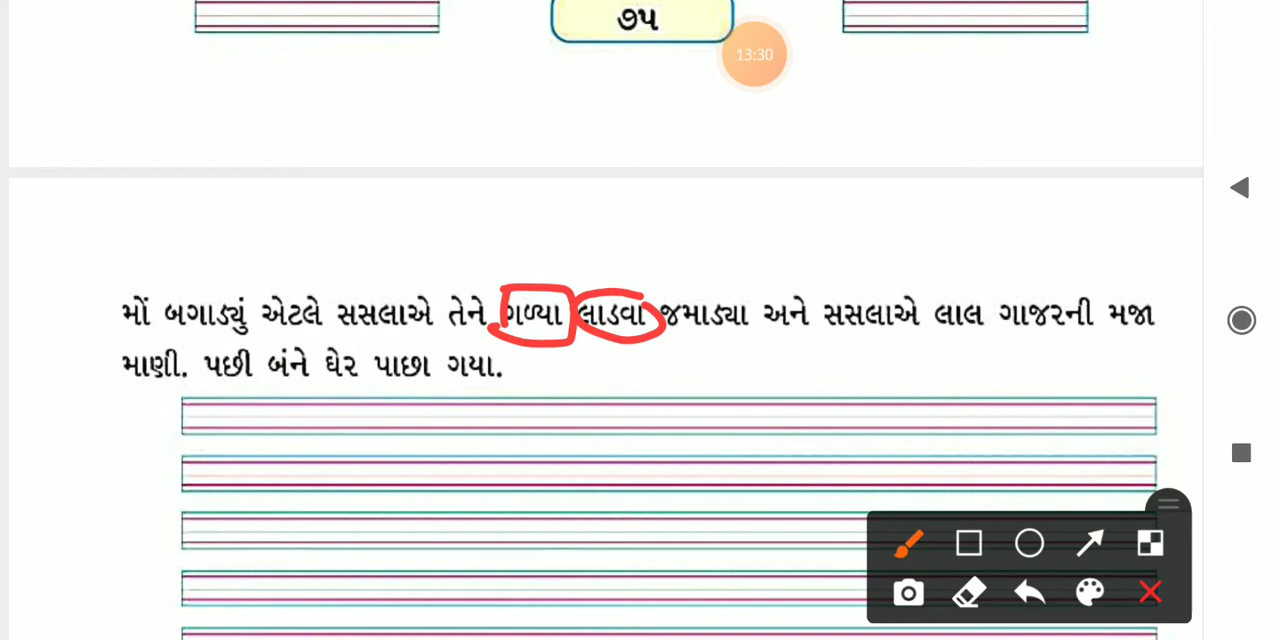 ૭૫
13:30
મોં બગાડ્યું એટલે સસલાએ તેને ગળ્યા લાડવા જમાડ્યા અને સસલાએ લાલ ગાજરની મજા
માણી. પછી બંને ઘેર પાછા ગયા.